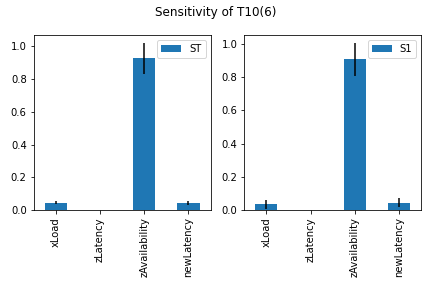 Sensitivity of T10(6)
ST
1.0
0.8
0.6
0.4
0.2
0.0
xLoad
zLatency
zAvailability
newLatency
S1
1.0
0.8
0.6
0.4
0.2
0.0
xLoad
zLatency
zAvailability
newLatency